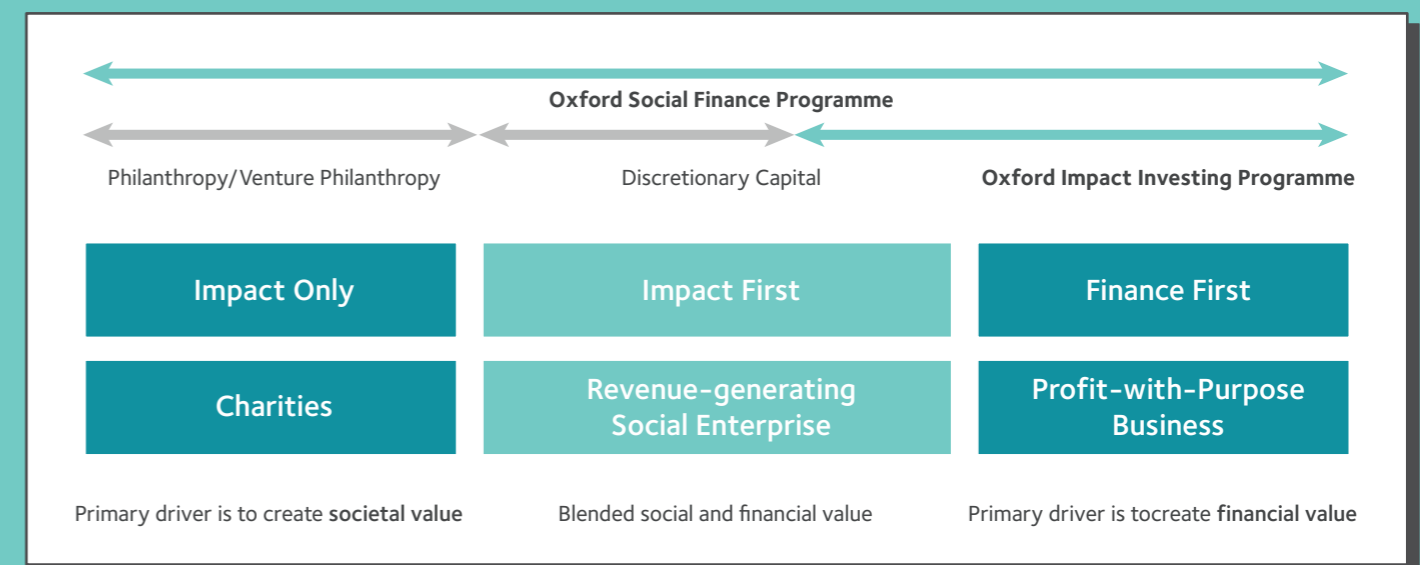 Oxford Social Finance Programme
Philanthropy/Venture Philanthropy
Discretionary Capital
Oxford Impact Investing Programme
Impact Only
Impact First
Finance First
Charities
Revenue-generating
Social Enterprise
Profit-with-Purpose
Business
Primary driver is to create societal value
Blended social and financial value
Primary driver is tocreate financial value